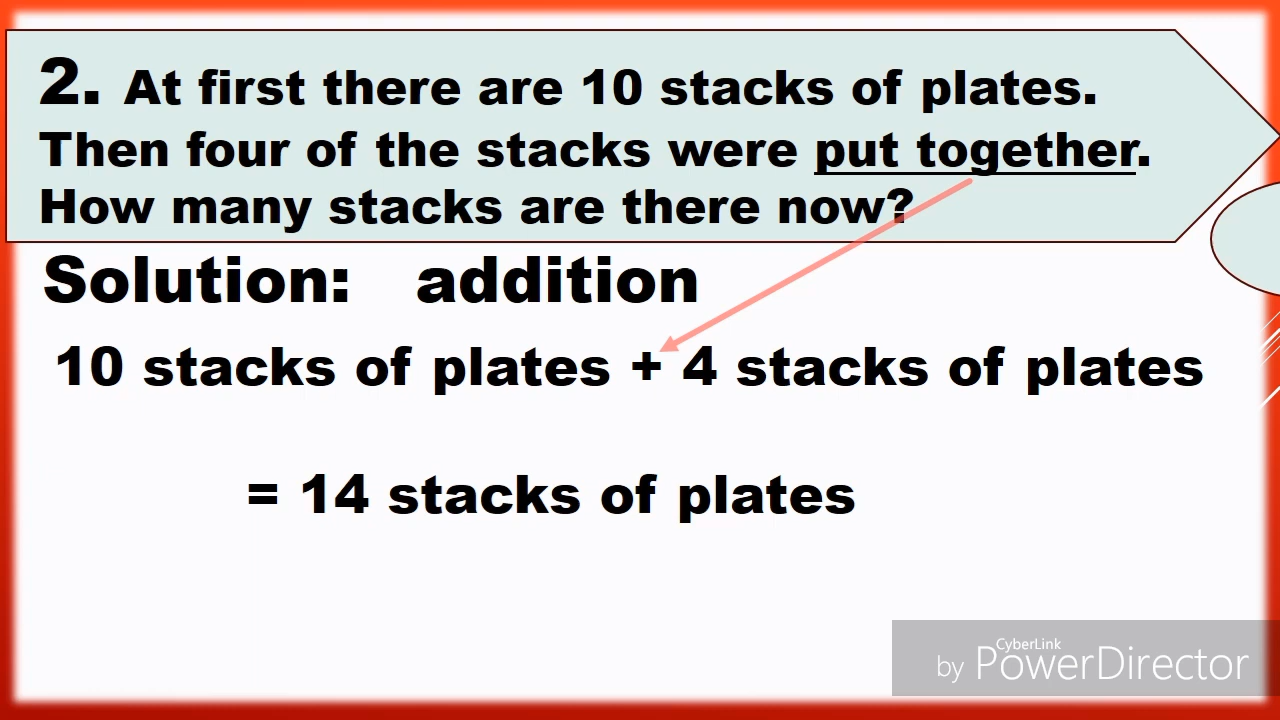 2. At first there are 10 stacks of plates.
Then four of the stacks were put together.
How many stacks are there now?
Solution: addition
10 stacks of plates + 4 stacks of plates
= 14 stacks of plates
CyberLink
by PowerDirector